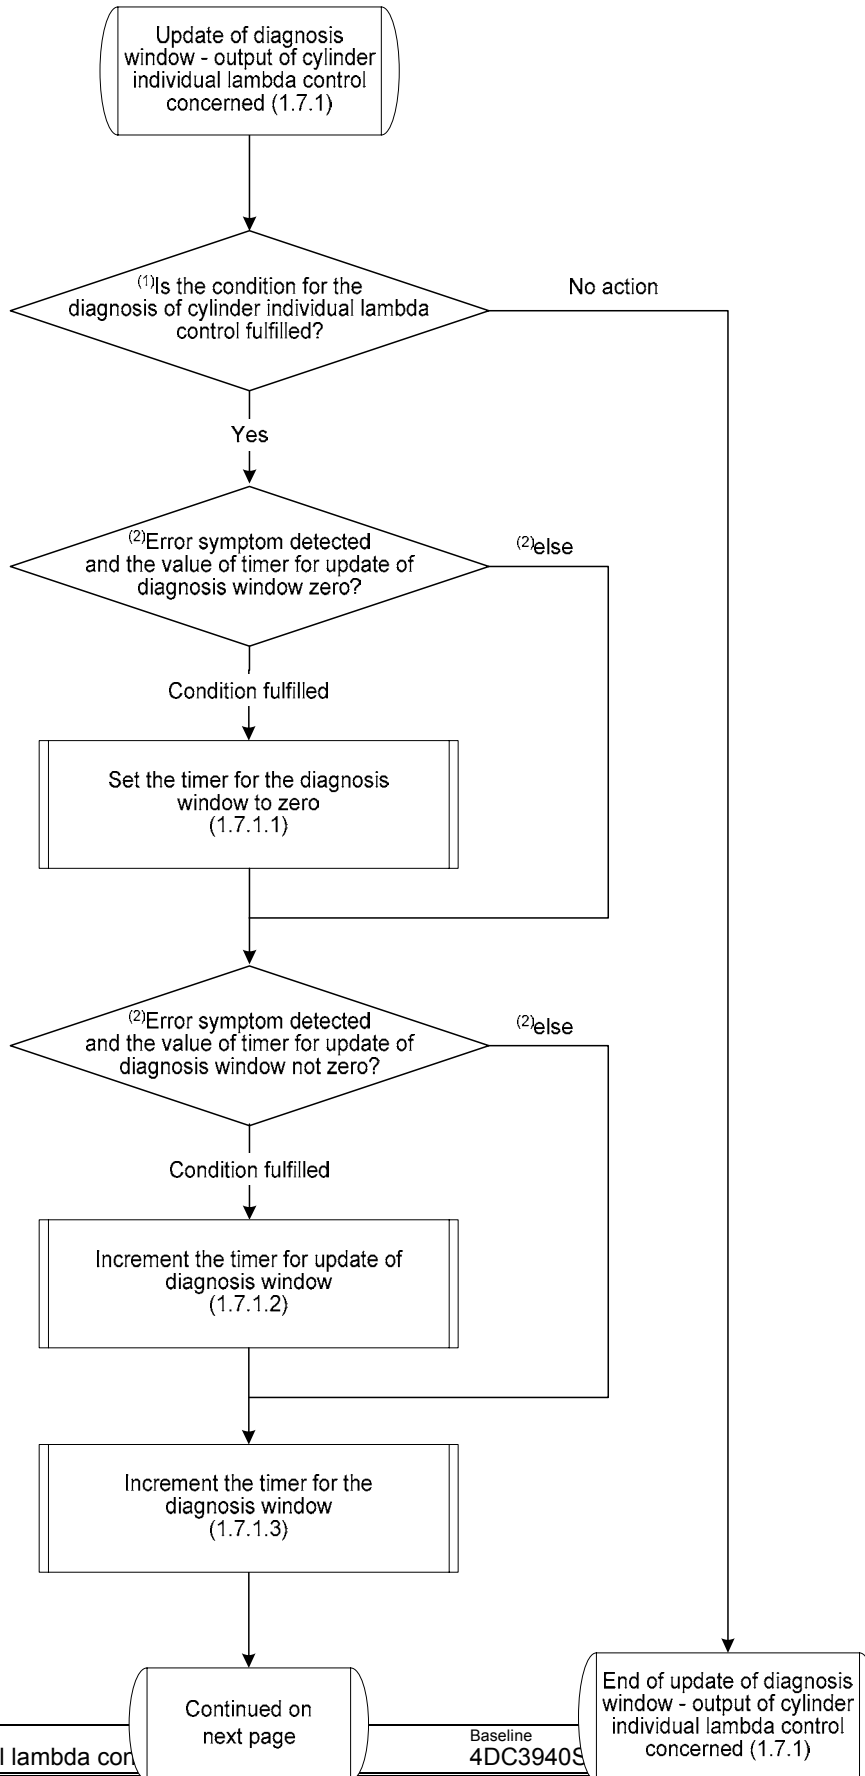 Update of diagnosis
window - output of cylinder
individual lambda control
concerned (1.7.1)
(1)Is the condition for the
diagnosis of cylinder individual lambda
control fulfilled?
No action
Yes
(2)Error symptom detected
and the value of timer for update of
diagnosis window zero?
(2)else
Condition fulfilled
Set the timer for the diagnosis
window to zero
(1.7.1.1)
(2)Error symptom detected
and the value of timer for update of
diagnosis window not zero?
(2)else
Condition fulfilled
Increment the timer for update of
diagnosis window
(1.7.1.2)
Increment the timer for the
diagnosis window
(1.7.1.3)
Continued on
next page
End of update of diagnosis
window - output of cylinder
individual lambda control
concerned (1.7.1)
Baseline
l lambda con
4DC3940S